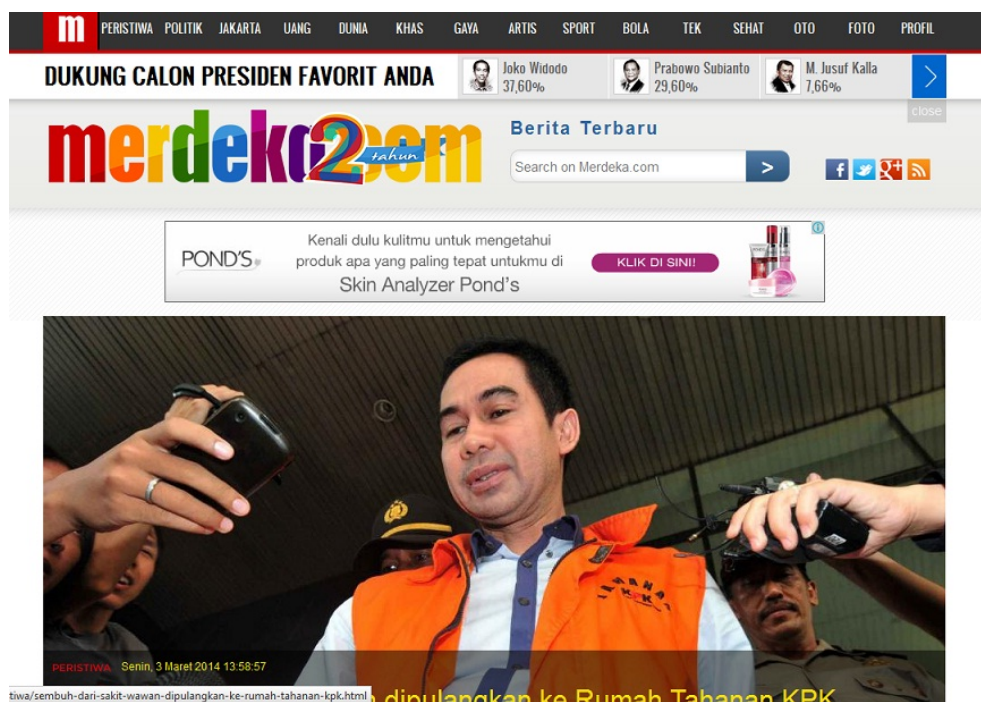 m PERISTIWA POLITIK JAKARTA UANG DUNIA KHAS GAYA ARTIS SPORT BOLA TEK SEHAT OTO FOTO PROFIL
DUKUNG CALON PRESIDEN FAVORIT ANDA
Joko Widodo
37,60%
Prabowo Subianto
29,60%
M. Jusuf Kalla
7,66%
close
merdeka2.com
tahun
Berita Terbaru
Search on Merdeka.com >
POND'S
Kenali dulu kulitmu untuk mengetahui
produk apa yang paling tepat untukmu di
Skin Analyzer Pond's
KLIK DI SINI!
TAHANAN
KPK
PERISTIWA Senin, 3 Maret 2014 13:58:57
dipulangkan ke Rumah Tahanan KPK
tiwa/sembuh-dari-sakit-wawan-dipulangkan-ke-rumah-tahanan-kpk.html